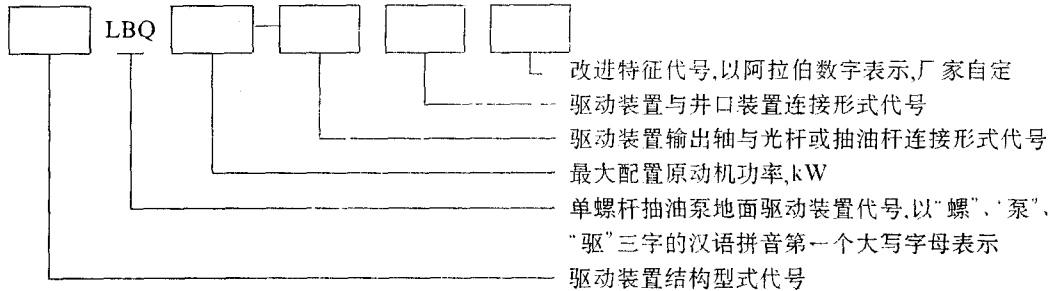 LBQ
改进特征代号,以阿拉伯数字表示,厂家自定
驱动装置与井口装置连接形式代号
驱动装置输出轴与光杆或抽油杆连接形式代号
最大配置原动机功率,kW
单螺杆抽油泵地面驱动装置代号,以“螺”、“泵”、
“驱”三字的汉语拼音第一个大写字母表示
驱动装置结构型式代号